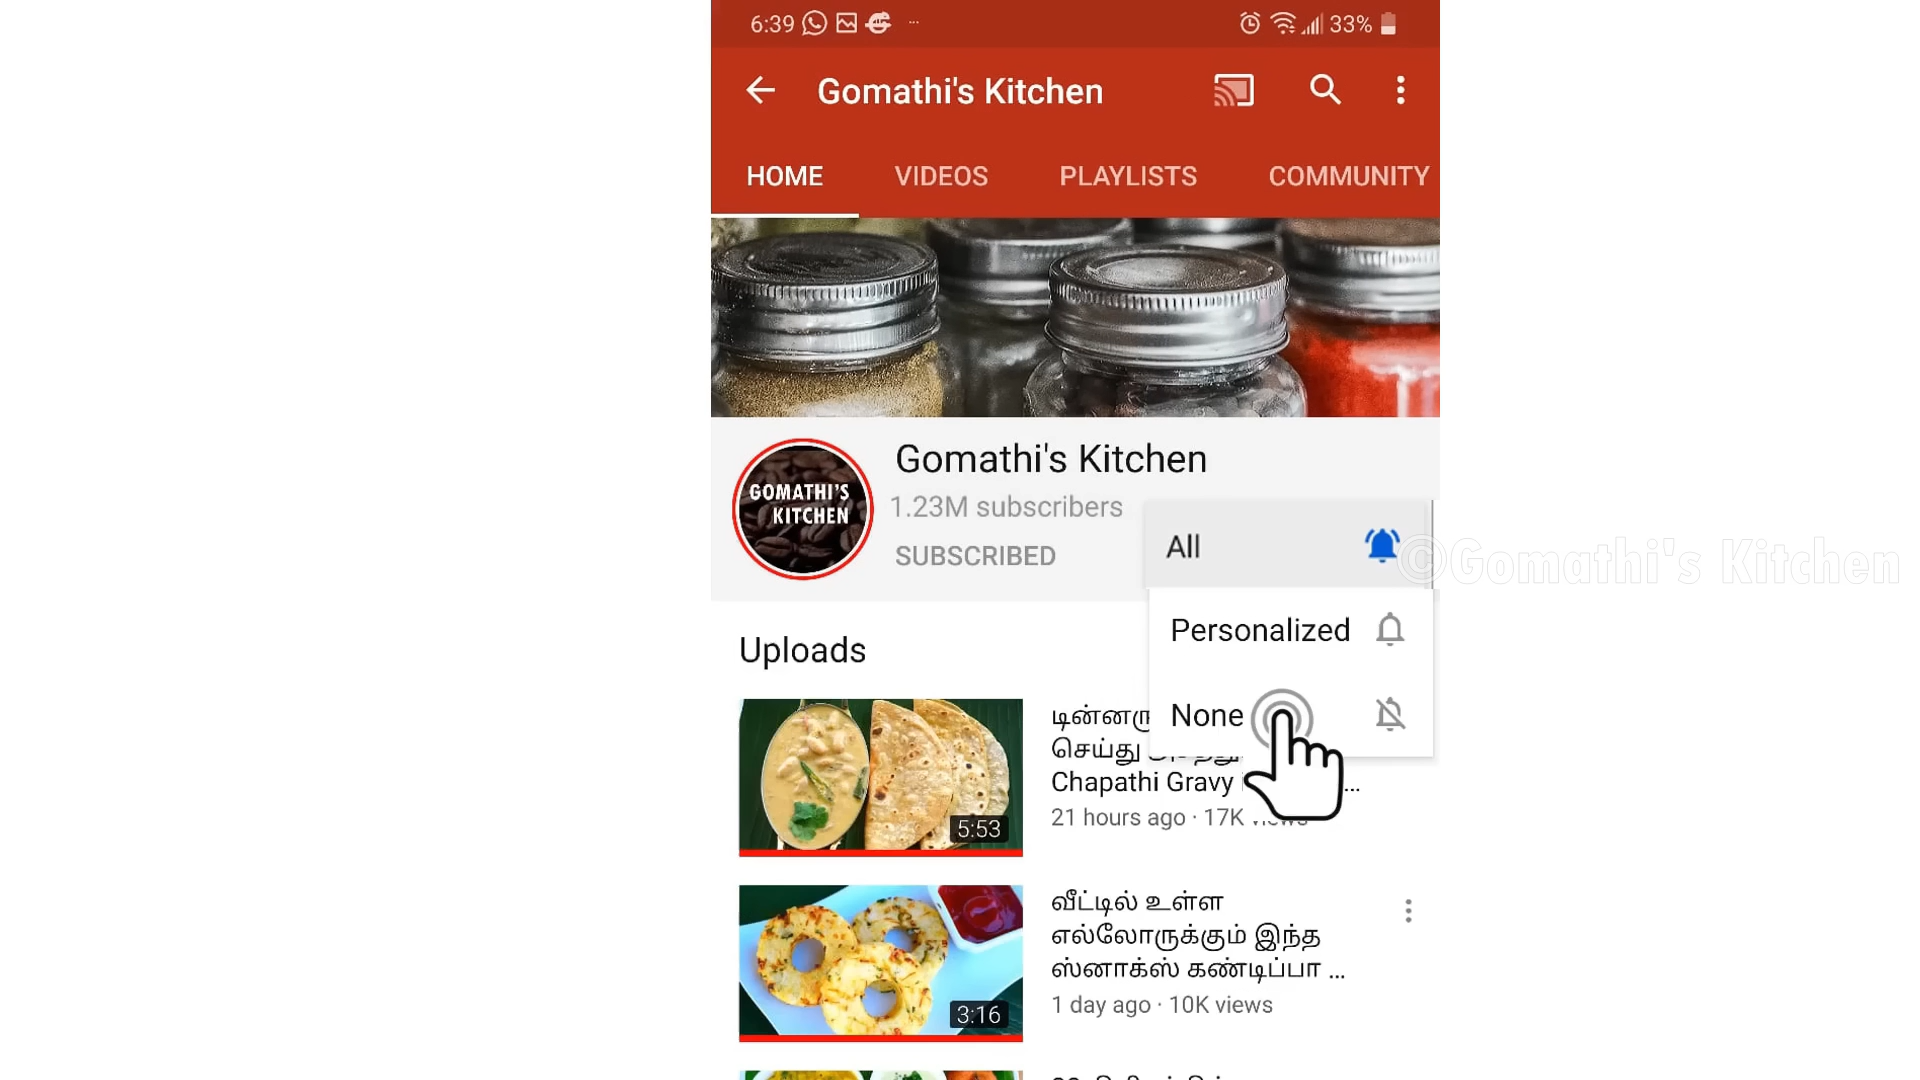 6:39
33%
Gomathi's Kitchen
HOME VIDEOS PLAYLISTS COMMUNITY
Gomathi's Kitchen
GOMATHI'S
KITCHEN
1.23M subscribers
SUBSCRIBED
All
©Gomathi's Kitchen
Personalized
None
Uploads
செய்து
Chapathi Gravy ...
21 hours ago · 17K views
5:53
வீட்டில் உள்ள
எல்லோருக்கும் இந்த
ஸ்னாக்ஸ் கண்டிப்பா ...
1 day ago · 10K views
3:16